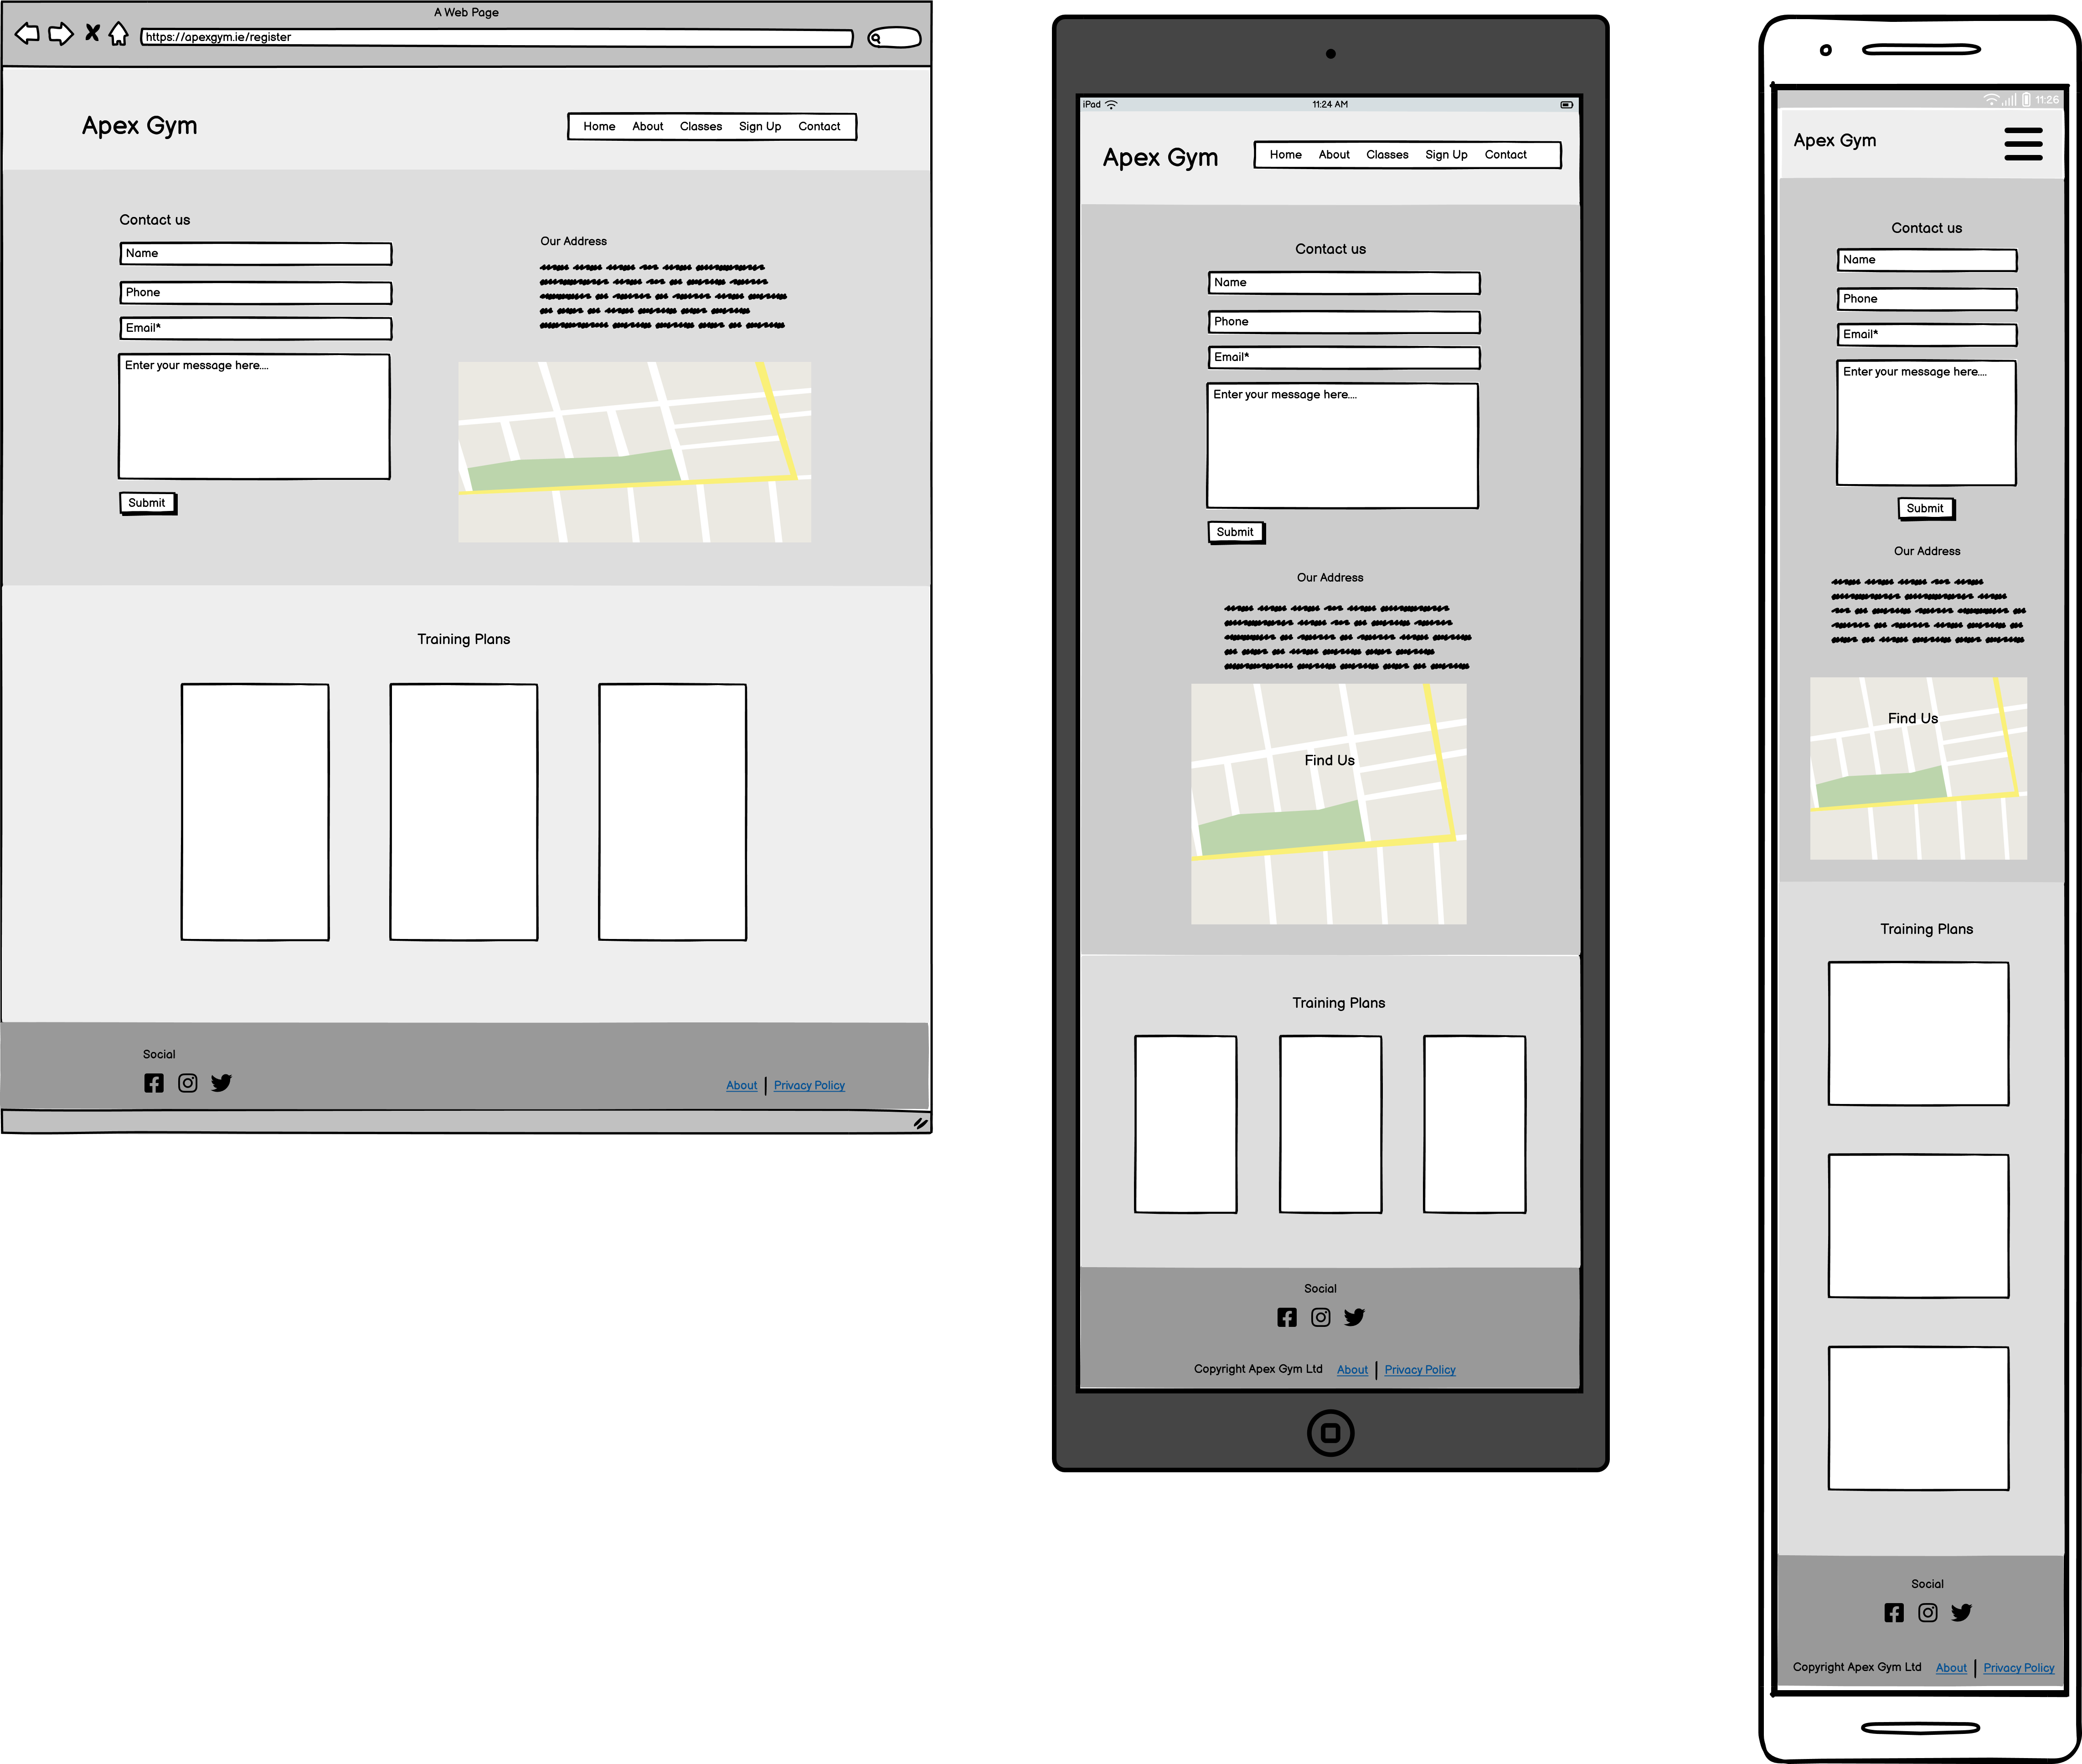 A Web Page
https://apexgym.ie/register
Apex Gym
Home About Classes Sign Up Contact
Contact us
Name
Phone
Email*
Enter your message here....
Submit
Our Address
Training Plans
Social
About | Privacy Policy
iPad 11:24 AM
Apex Gym
Home About Classes Sign Up Contact
Contact us
Name
Phone
Email*
Enter your message here....
Submit
Our Address
Find Us
Training Plans
Social
Copyright Apex Gym Ltd About | Privacy Policy
11:26
Apex Gym
Contact us
Name
Phone
Email*
Enter your message here....
Submit
Our Address
Find Us
Training Plans
Social
Copyright Apex Gym Ltd About | Privacy Policy